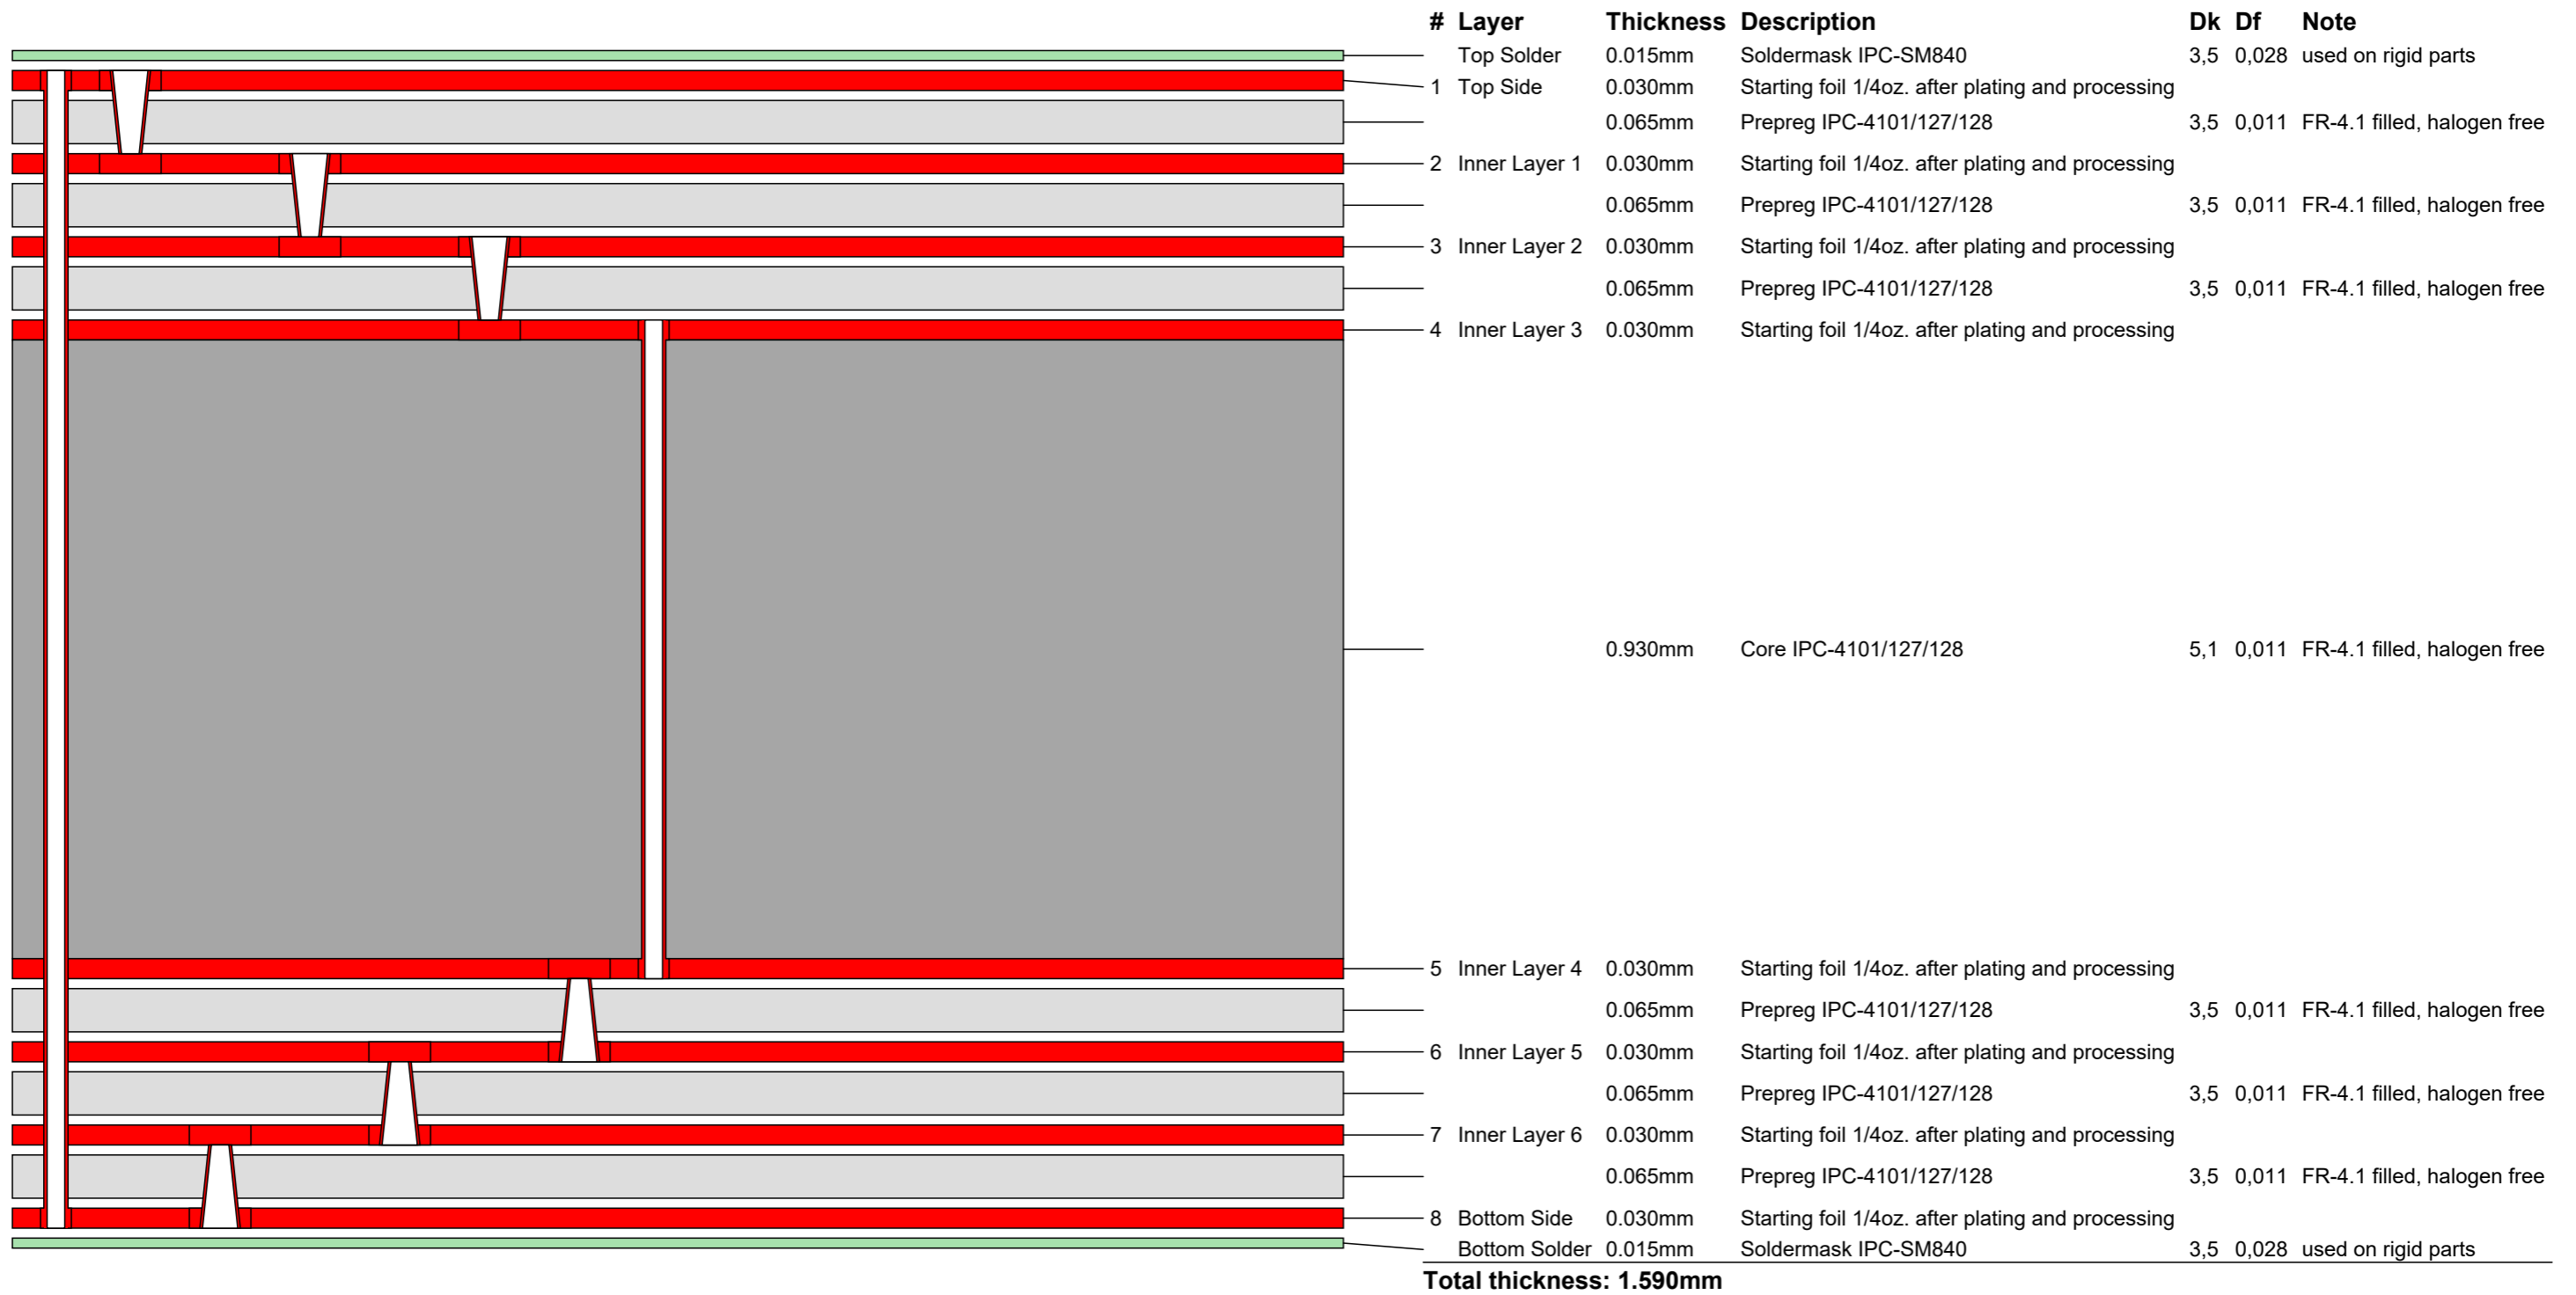 # Layer Thickness Description Dk Df Note
Top Solder 0.015mm Soldermask IPC-SM840 3,5 0,028 used on rigid parts
1 Top Side 0.030mm Starting foil 1/4oz. after plating and processing
0.065mm Prepreg IPC-4101/127/128 3,5 0,011 FR-4.1 filled, halogen free
2 Inner Layer 1 0.030mm Starting foil 1/4oz. after plating and processing
0.065mm Prepreg IPC-4101/127/128 3,5 0,011 FR-4.1 filled, halogen free
3 Inner Layer 2 0.030mm Starting foil 1/4oz. after plating and processing
0.065mm Prepreg IPC-4101/127/128 3,5 0,011 FR-4.1 filled, halogen free
4 Inner Layer 3 0.030mm Starting foil 1/4oz. after plating and processing
0.930mm Core IPC-4101/127/128 5,1 0,011 FR-4.1 filled, halogen free
5 Inner Layer 4 0.030mm Starting foil 1/4oz. after plating and processing
0.065mm Prepreg IPC-4101/127/128 3,5 0,011 FR-4.1 filled, halogen free
6 Inner Layer 5 0.030mm Starting foil 1/4oz. after plating and processing
0.065mm Prepreg IPC-4101/127/128 3,5 0,011 FR-4.1 filled, halogen free
7 Inner Layer 6 0.030mm Starting foil 1/4oz. after plating and processing
0.065mm Prepreg IPC-4101/127/128 3,5 0,011 FR-4.1 filled, halogen free
8 Bottom Side 0.030mm Starting foil 1/4oz. after plating and processing
Bottom Solder 0.015mm Soldermask IPC-SM840 3,5 0,028 used on rigid parts
Total thickness: 1.590mm